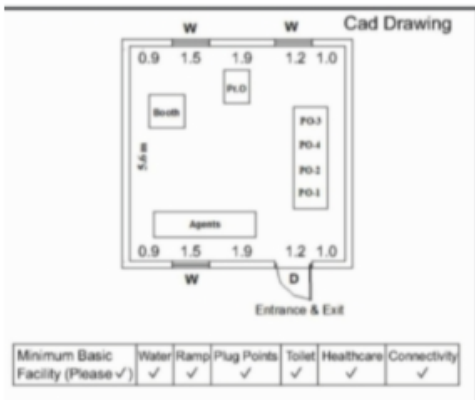 Cad Drawing
W W
0.9 1.5 1.9 1.2 1.0
Pr.O
Booth
PO-3
PO-4
5.6 m
PO-2
PO-1
Agents
0.9 1.5 1.9 1.2 1.0
W D
Entrance & Exit
Minimum Basic Facility (Please ✓) Water Ramp Plug Points Toilet Healthcare Connectivity
✓ ✓ ✓ ✓ ✓ ✓